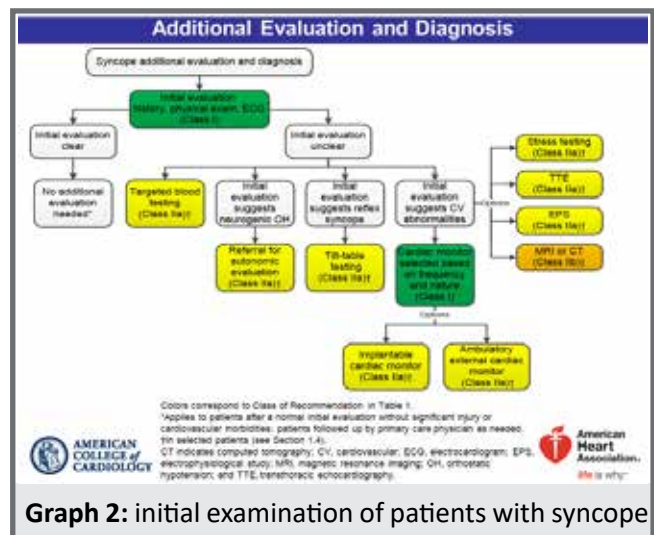 Additional Evaluation and Diagnosis
Syncope additional evaluation and diagnosis
Initial evaluation:
history, physical exam, ECG
(Class I)
Initial evaluation
clear
Initial evaluation
unclear
No additional
evaluation
needed*
Targeted blood
testing
(Class IIa)†
Initial
evaluation
suggests
neurogenic OH
Initial
evaluation
suggests reflex
syncope
Initial
evaluation
suggests CV
abnormalities
Options
Stress testing
(Class IIa)†
TTE
(Class IIa)†
EPS
(Class IIa)†
MRI or CT
(Class IIb)†
Referral for
autonomic
evaluation
(Class IIa)†
Tilt-table
testing
(Class IIa)†
Cardiac monitor
selected based
on frequency
and nature
(Class I)
Options
Implantable
cardiac monitor
(Class IIa)†
Ambulatory
external cardiac
monitor
(Class IIa)†
Colors correspond to Class of Recommendation in Table 1.
*Applies to patients after a normal initial evaluation without significant injury or
cardiovascular morbidities; patients followed up by primary care physician as needed.
†In selected patients (see Section 1.4).
CT indicates computed tomography; CV, cardiovascular; ECG, electrocardiogram; EPS,
electrophysiological study; MRI, magnetic resonance imaging; OH, orthostatic
hypotension; and TTE, transthoracic echocardiography.
AMERICAN
COLLEGE of
CARDIOLOGY
American
Heart
Association
life is why™
Graph 2: initial examination of patients with syncope